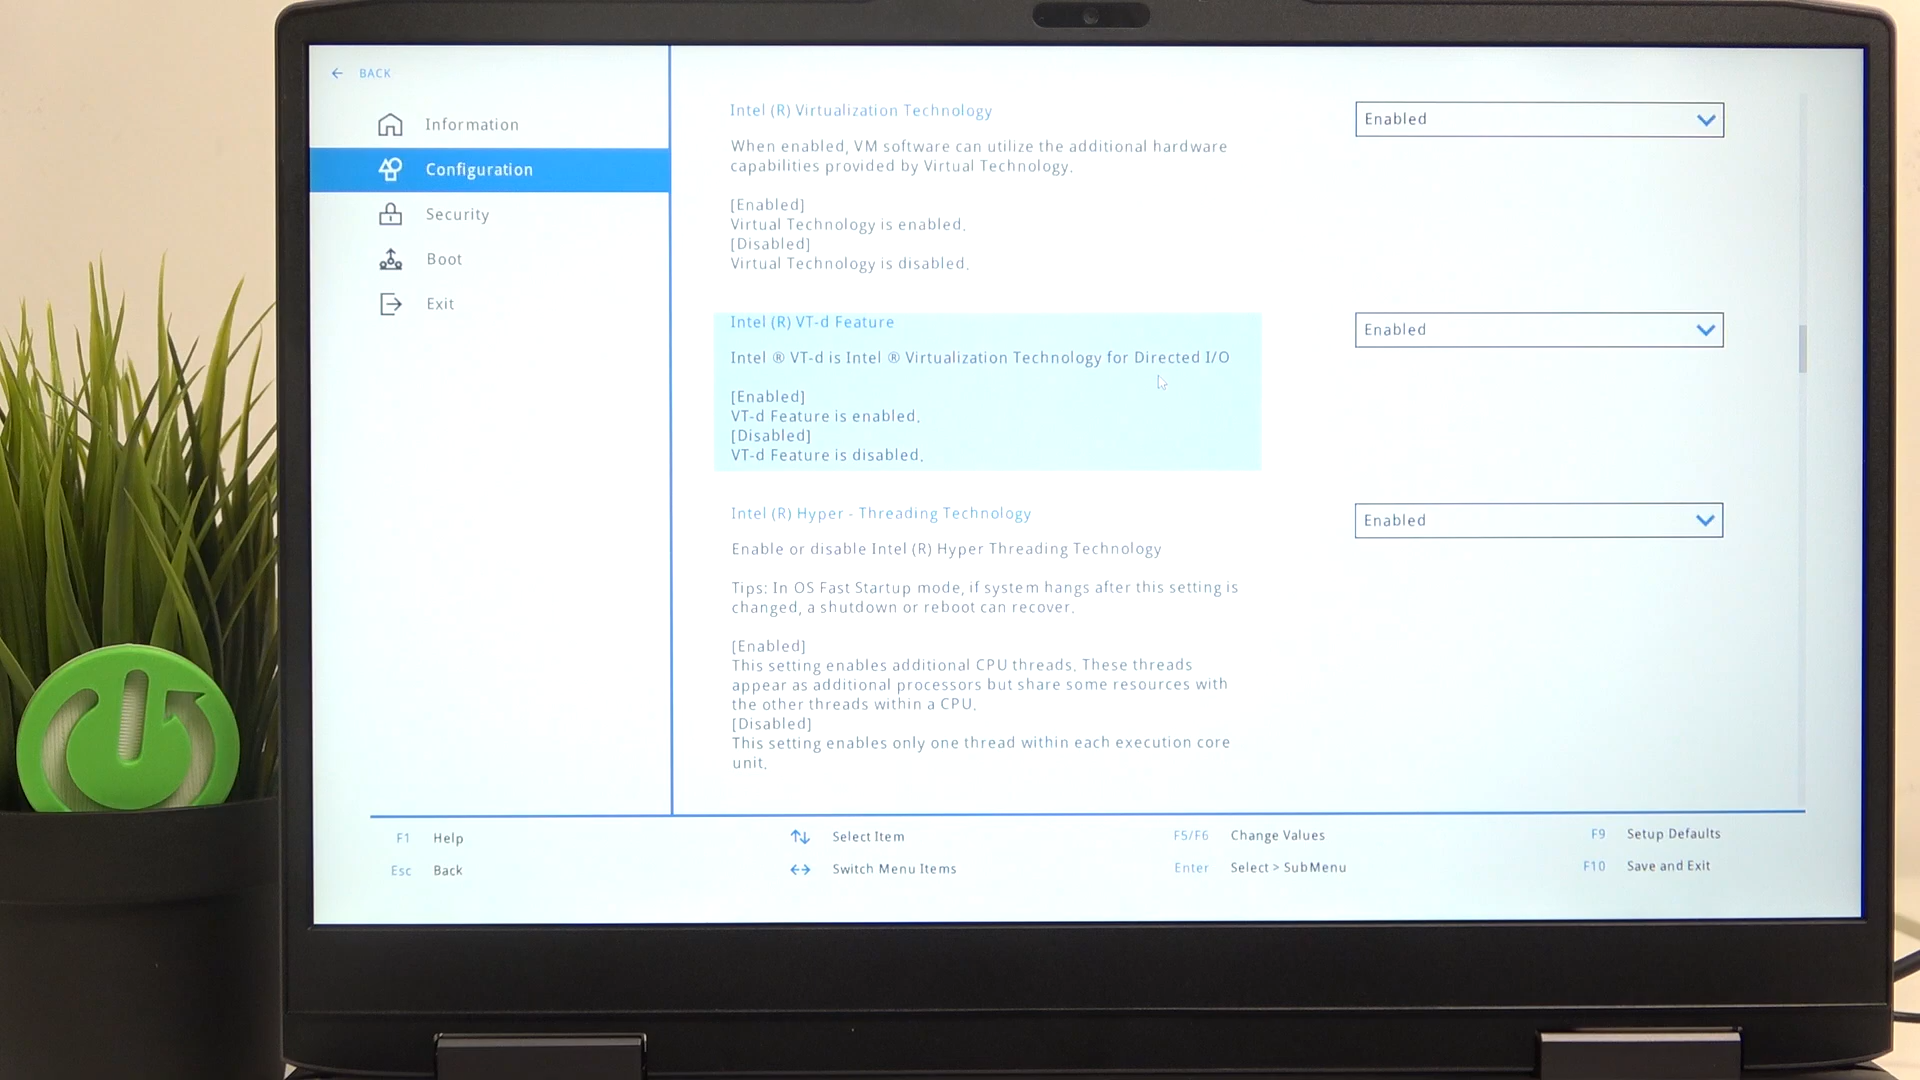 BACK
Information
Configuration
Security
Boot
Exit
Intel (R) Virtualization Technology
Enabled
When enabled, VM software can utilize the additional hardware
capabilities provided by Virtual Technology.
[Enabled]
Virtual Technology is enabled.
[Disabled]
Virtual Technology is disabled.
Intel (R) VT-d Feature
Enabled
Intel ® VT-d is Intel ® Virtualization Technology for Directed I/O
[Enabled]
VT-d Feature is enabled.
[Disabled]
VT-d Feature is disabled.
Intel (R) Hyper - Threading Technology
Enabled
Enable or disable Intel (R) Hyper Threading Technology
Tips: In OS Fast Startup mode, if system hangs after this setting is
changed, a shutdown or reboot can recover.
[Enabled]
This setting enables additional CPU threads. These threads
appear as additional processors but share some resources with
the other threads within a CPU.
[Disabled]
This setting enables only one thread within each execution core
unit.
F1 Help
Select Item
F5/F6 Change Values
F9 Setup Defaults
Esc Back
Switch Menu Items
Enter Select > SubMenu
F10 Save and Exit